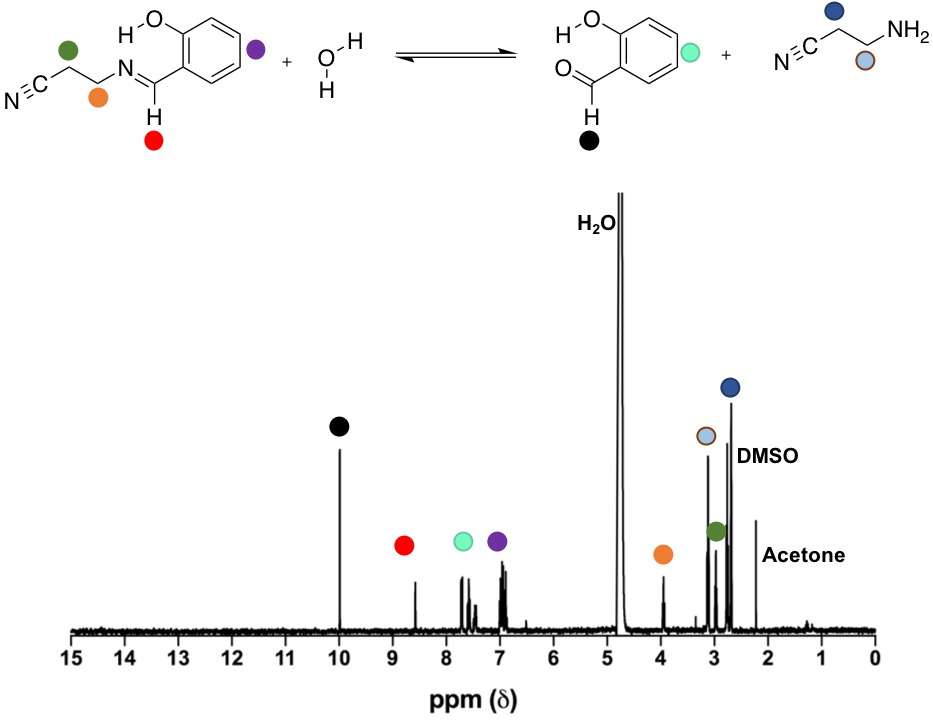 H O
N
N≡C
H
+
H
O
H
H O
O
H
+
N≡C
NH₂
H₂O
DMSO
Acetone
15 14 13 12 11 10 9 8 7 6 5 4 3 2 1 0
ppm (δ)